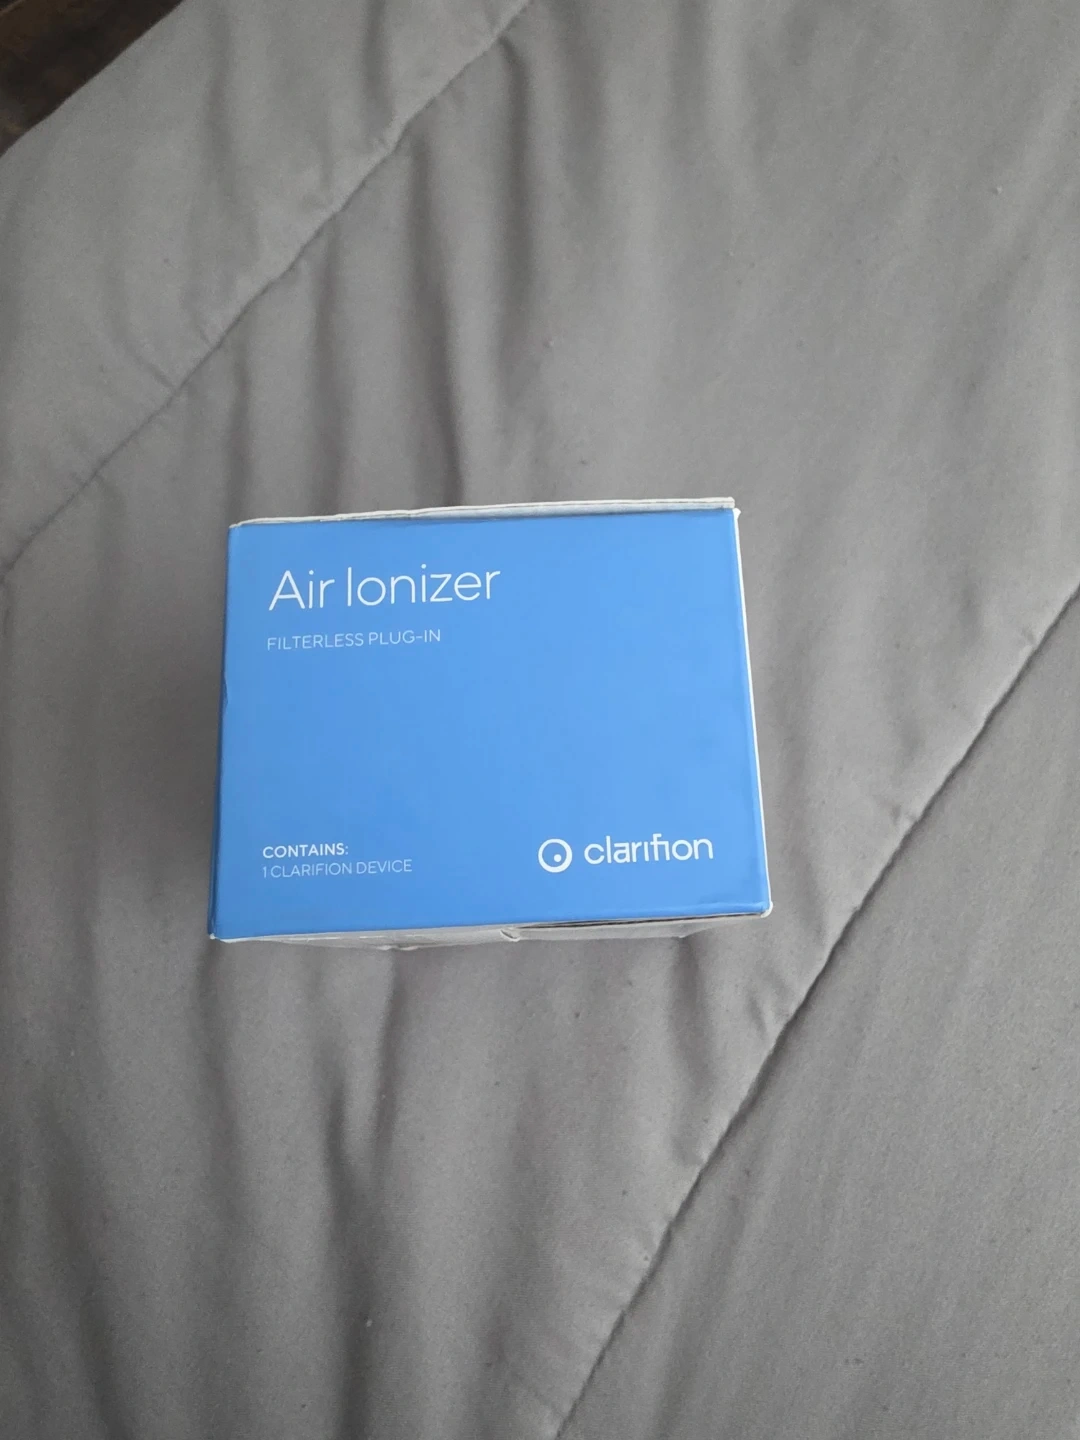 Air Ionizer
FILTERLESS PLUG-IN
CONTAINS:
1 CLARIFION DEVICE
clarifion